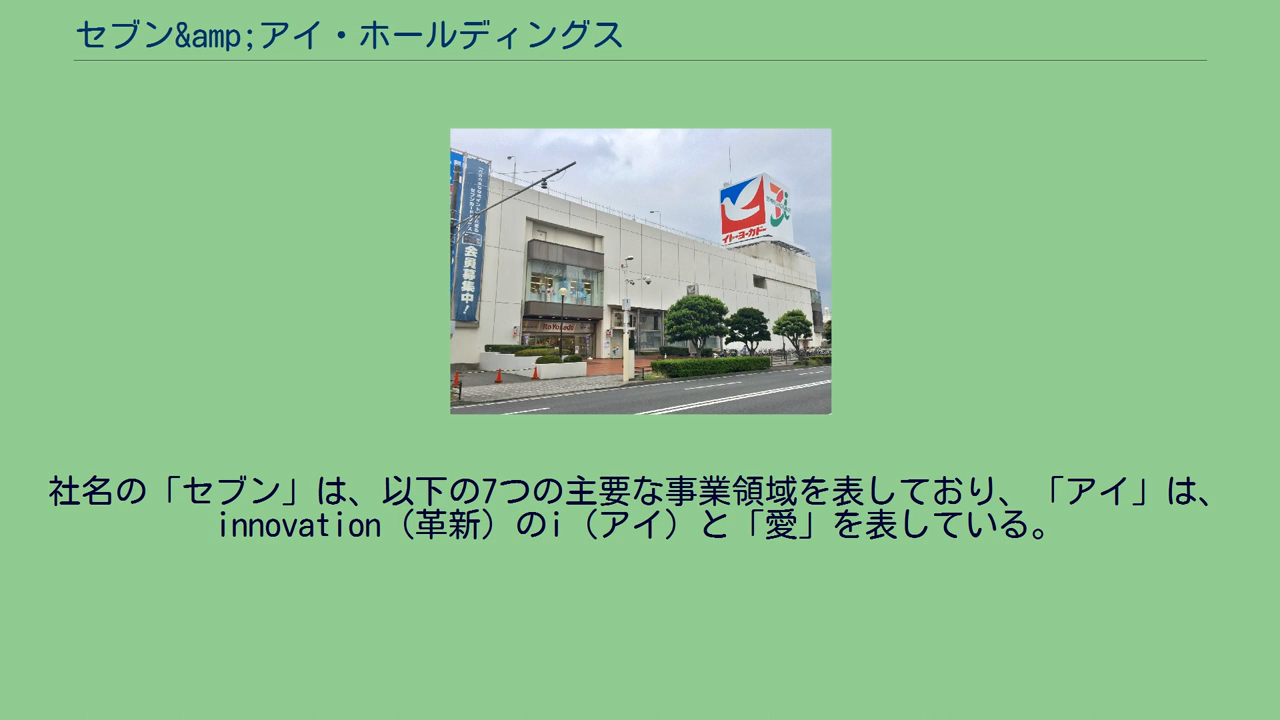 セブン&amp;アイ・ホールディングス
イトーヨーカドー
会員募集中!
Ito Yokado
社名の「セブン」は、以下の7つの主要な事業領域を表しており、「アイ」は、
innovation（革新）のi（アイ）と「愛」を表している。